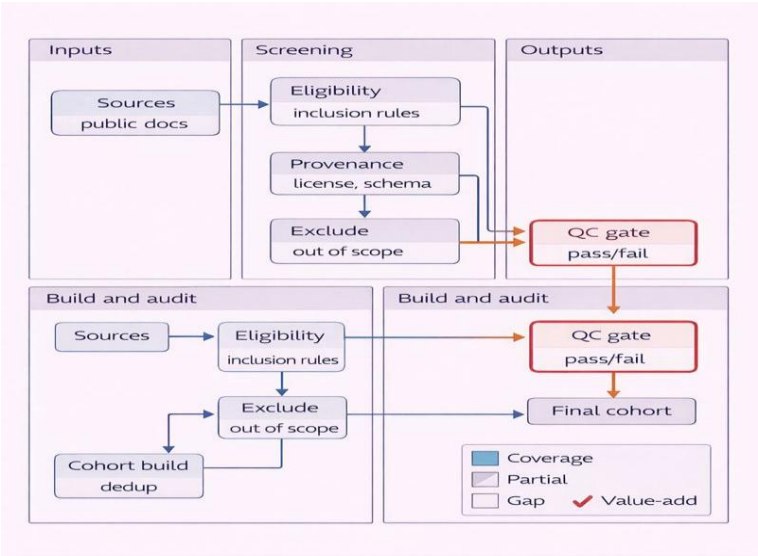 Inputs
Screening
Outputs
Sources
public docs
Eligibility
inclusion rules
Provenance
license, schema
Exclude
out of scope
QC gate
pass/fail
Build and audit
Build and audit
Sources
Eligibility
inclusion rules
QC gate
pass/fail
Exclude
out of scope
Final cohort
Cohort build
dedup
Coverage
Partial
Gap
Value-add